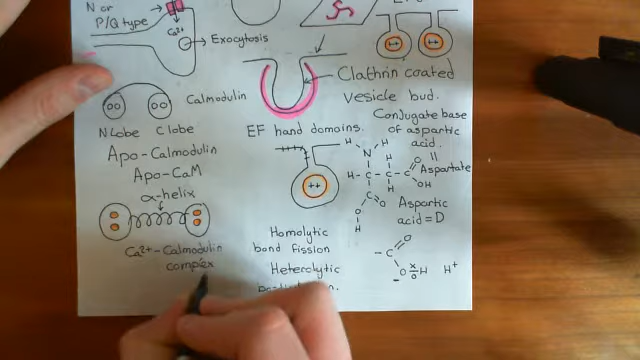 N or
P/Q type
Ca2+
Exocytosis
Clathrin coated
vesicle bud.
Calmodulin
N Lobe C lobe
Apo-Calmodulin
Apo-CaM
α-helix
Ca2+-Calmodulin
complex
EF hand domains.
++
++
++
Conjugate base
of aspartic
acid.
=
Aspartate
H H
N H
H-C-C-C O
H OH
C O
O
H
Aspartic
acid = D
Homolytic
bond fission
Heterolytic
-C O
O H H+
-